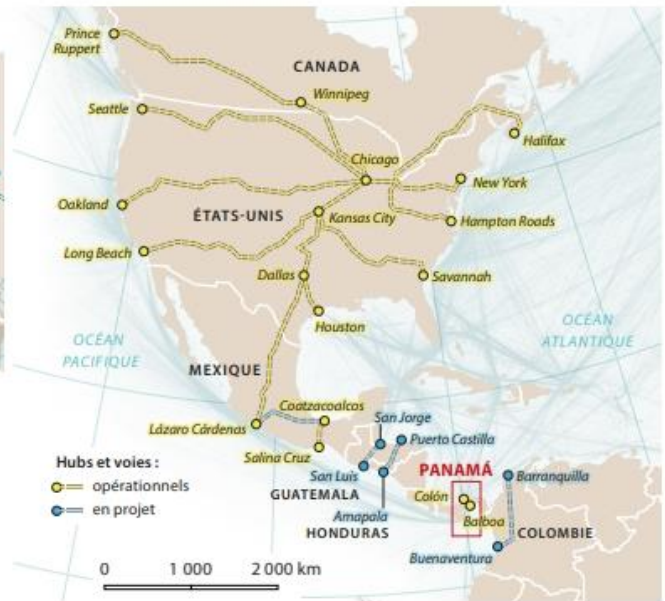 Prince
Ruppert
CANADA
Winnipeg
Seattle
Halifax
Chicago
New York
Oakland
ÉTATS-UNIS
Kansas City
Hampton Roads
Long Beach
Dallas
Savannah
Houston
OCÉAN
PACIFIQUE
OCÉAN
ATLANTIQUE
MEXIQUE
Coatzacoalcos
San Jorge
Lázaro Cárdenas
Puerto Castilla
Salina Cruz
Hubs et voies :
opérationnels
en projet
San Luis
PANAMÁ
Barranquilla
GUATEMALA
Colón
Amapala
Balboa
HONDURAS
COLOMBIE
Buenaventura
0 1 000 2 000 km